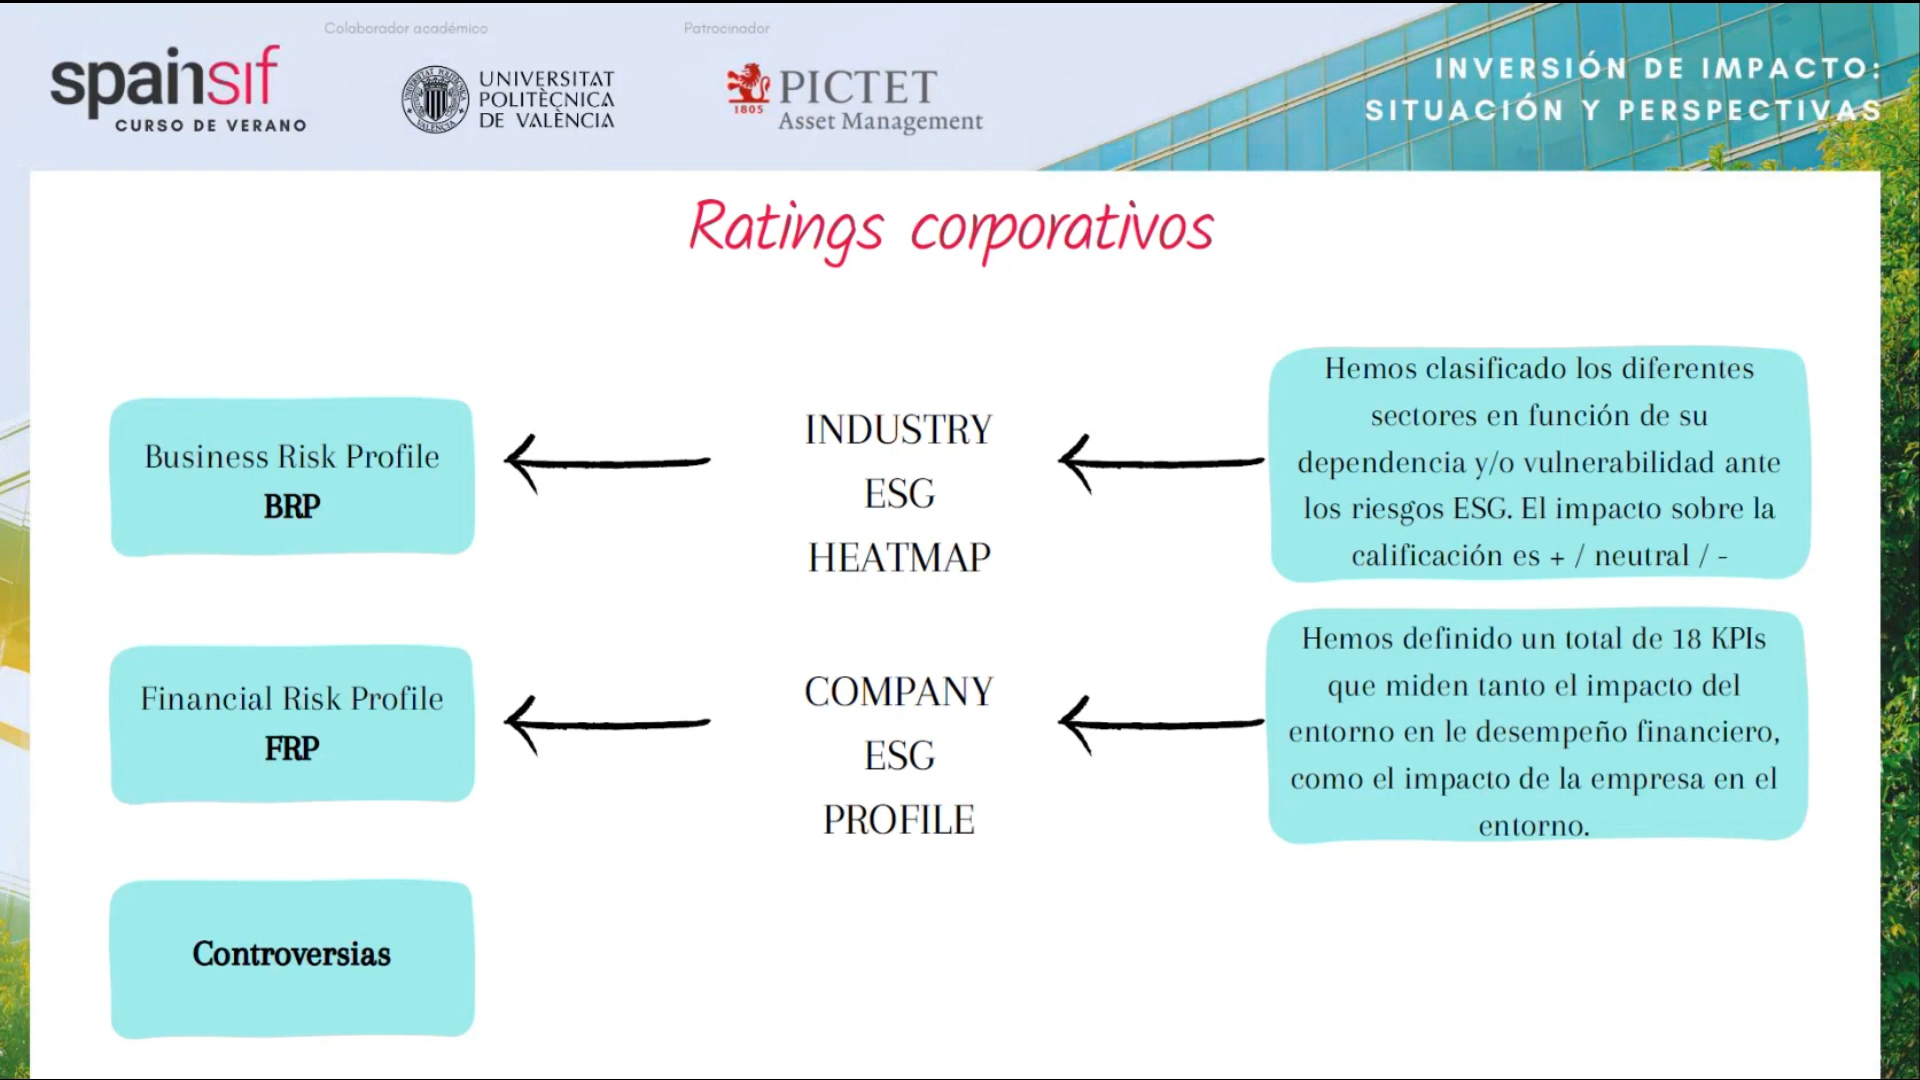 Colaborador académico
Patrocinador
spainsif
CURSO DE VERANO
UNIVERSITAT
POLITÈCNICA
DE VALÈNCIA
PICTET
1805
Asset Management
INVERSIÓN DE IMPACTO:
SITUACIÓN Y PERSPECTIVAS
Ratings corporativos
Business Risk Profile
BRP
INDUSTRY
ESG
HEATMAP
Hemos clasificado los diferentes
sectores en función de su
dependencia y/o vulnerabilidad ante
los riesgos ESG. El impacto sobre la
calificación es + / neutral / -
Financial Risk Profile
FRP
COMPANY
ESG
PROFILE
Hemos definido un total de 18 KPIs
que miden tanto el impacto del
entorno en le desempeño financiero,
como el impacto de la empresa en el
entorno.
Controversias